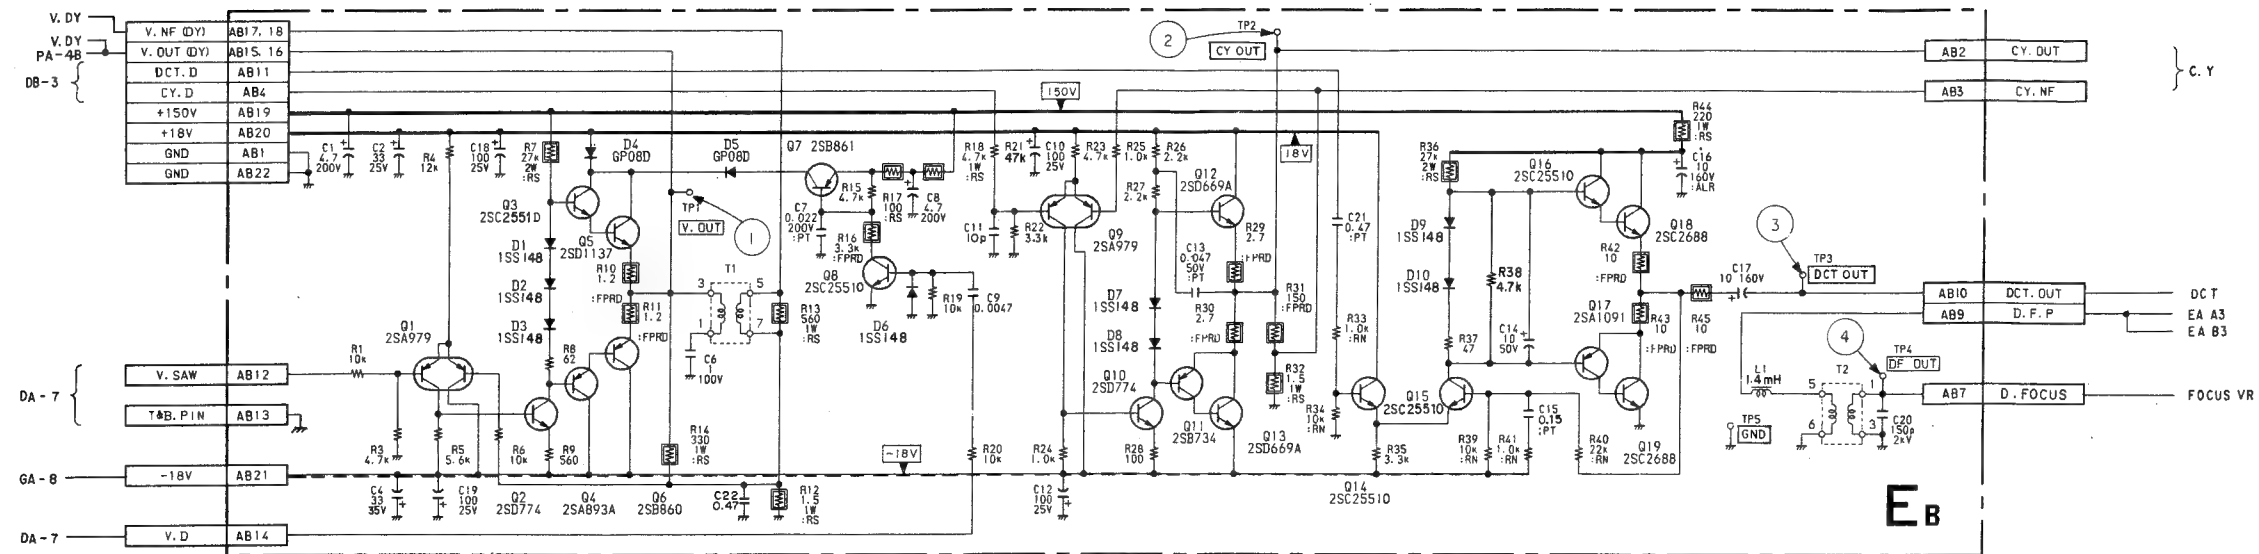 V. DY
V. NF (DY) AB17, 18
V. DY
PA-4B
V. OUT (DY) AB15, 16
DB-3
DCT. D AB11
CY. D AB4
+150V AB19
+18V AB20
GND AB1
GND AB22
DA-7
V. SAW AB12
T&B. PIN AB13
GA-8
-18V AB21
DA-7
V. D AB14
C1
4.7
200V
C2
33
25V
R4
12k
C18
100
25V
R7
27k
2W
:RS
D4
GP08D
D5
GP08D
Q7 2SB861
Q3
2SC2551O
D1
1SS148
D2
1SS148
D3
1SS148
Q5
2SD1137
R10
1.2
:FPRD
R11
1.2
:FPRD
TP1
V. OUT
1
R15
4.7k
R17
100
:RS
C8
4.7
200V
C7
0.022
200V
:PT
R16
3.3k
:FPRD
Q8
2SC2551O
D6
1SS148
R19
10k
C9
0.0047
T1
3 5
1 7
C6
1
100V
R13
560
1W
:RS
Q1
2SA979
R1
10k
R3
4.7k
R5
5.6k
R6
10k
R8
62
R9
560
R14
330
1W
:RS
C4
33
35V
C19
100
25V
Q2
2SD774
Q4
2SA893A
Q6
2SB860
C22
0.47
R12
1.5
1W
:RS
R20
10k
-18V
150V
18V
2
TP2
CY OUT
R18
4.7k
1W
:RS
R21
47k
C10
100
25V
R23
4.7k
R25
1.0k
R26
2.2k
R27
2.2k
Q12
2SD669A
C11
10p
R22
3.3k
Q9
2SA979
C13
0.047
50V
:PT
R29
2.7
:FPRD
D7
1SS148
D8
1SS148
R30
2.7
:FPRD
R31
150
:FPRD
Q10
2SD774
Q11
2SB734
Q13
2SD669A
R32
1.5
1W
:RS
R24
1.0k
R28
100
C12
100
25V
C21
0.47
:PT
R33
1.0k
:RN
R34
10k
:RN
Q14
2SC2551O
Q15
2SC2551O
R35
3.3k
R36
27k
2W
:RS
D9
1SS148
D10
1SS148
R38
4.7k
R37
47
C14
10
50V
Q16
2SC2551O
Q18
2SC2688
R42
10
:FPRD
Q17
2SA1091
R43
10
:FPRD
R45
10
:FPRD
R44
220
1W
:RS
C16
10
160V
:ALR
R39
10k
:RN
R41
1.0k
:RN
C15
0.15
:PT
R40
22k
:RN
Q19
2SC2688
C17
10 160V
3
TP3
DCT OUT
4
TP4
DF OUT
L1
1.4mH
T2
5 1
6 3
C20
150p
2kV
TP5
GND
AB2 CY. OUT
AB3 CY. NF
C. Y
AB10 DCT. OUT
DCT
AB9 D. F. P
EA A3
EA B3
AB7 D. FOCUS
FOCUS VR
EB